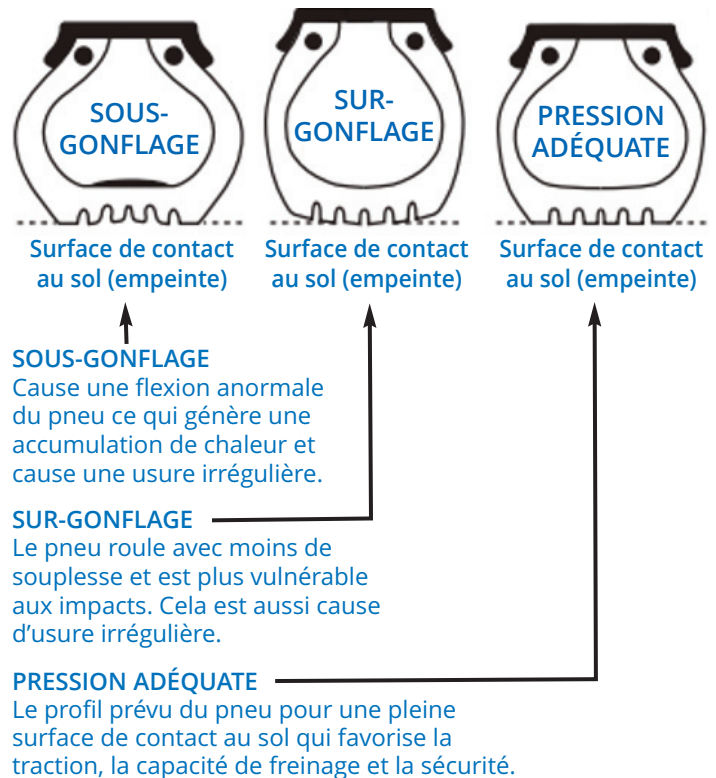 SOUS-
GONFLAGE
SUR-
GONFLAGE
PRESSION
ADÉQUATE
Surface de contact
au sol (empeinte)
Surface de contact
au sol (empeinte)
Surface de contact
au sol (empeinte)
SOUS-GONFLAGE
Cause une flexion anormale
du pneu ce qui génère une
accumulation de chaleur et
cause une usure irrégulière.
SUR-GONFLAGE
Le pneu roule avec moins de
souplesse et est plus vulnérable
aux impacts. Cela est aussi cause
d'usure irrégulière.
PRESSION ADÉQUATE
Le profil prévu du pneu pour une pleine
surface de contact au sol qui favorise la
traction, la capacité de freinage et la sécurité.